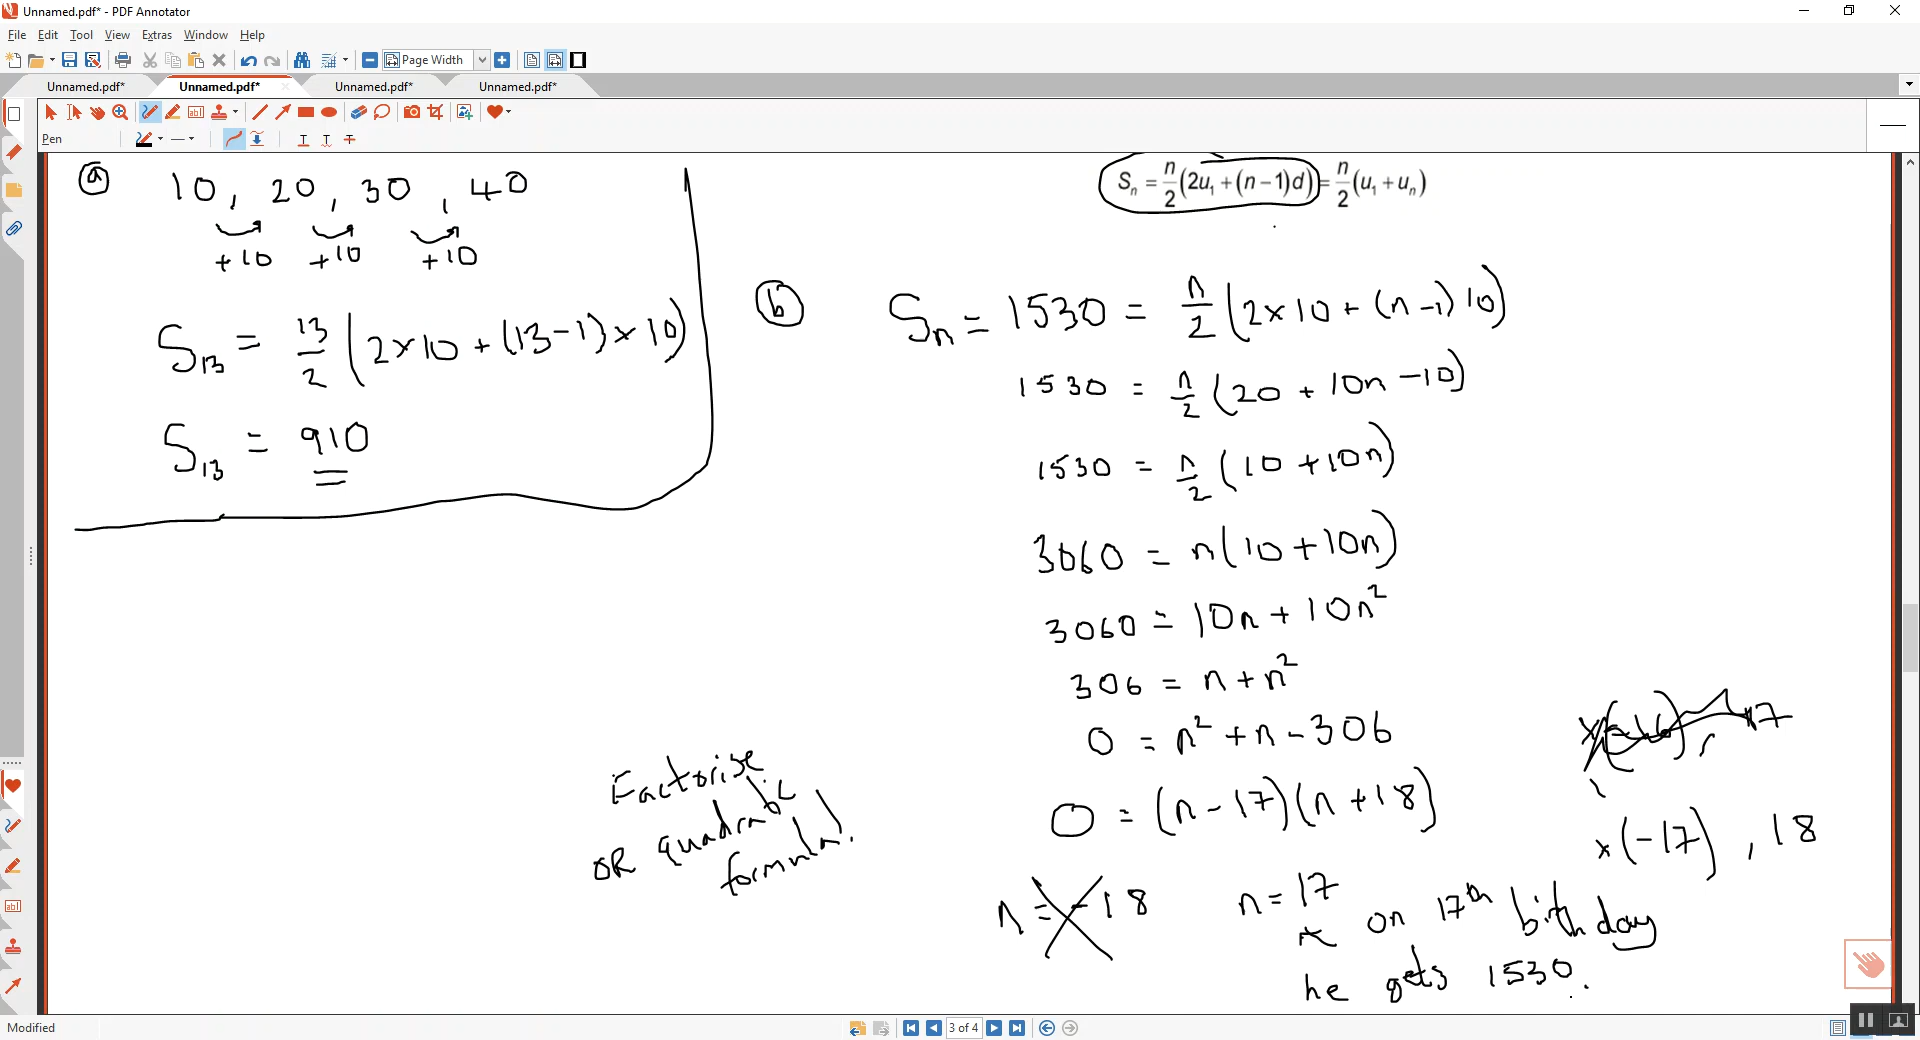 Unnamed.pdf* - PDF Annotator
File Edit Tool View Extras Window Help
Page Width
Unnamed.pdf* Unnamed.pdf* Unnamed.pdf* Unnamed.pdf*
Pen
ⓐ 10, 20, 30, 40
+10 +10 +10
S₁₃ = 13/2 (2×10 + (13-1)×10)
S₁₃ = 910
Sₙ = n/2 (2u₁ + (n – 1)d) = n/2 (u₁ + uₙ)
ⓑ Sₙ = 1530 = n/2 (2×10 + (n-1)10)
1530 = n/2 (20 + 10n - 10)
1530 = n/2 (10 + 10n)
3060 = n(10 + 10n)
3060 = 10n + 10n²
306 = n + n²
0 = n² + n - 306
0 = (n - 17)(n + 18)
Factorise
OR quadratic
formula.
×(-16), 17
×(-17), 18
n = -18
n = 17
on 17th birthday
he gets 1530.
Modified
3 of 4